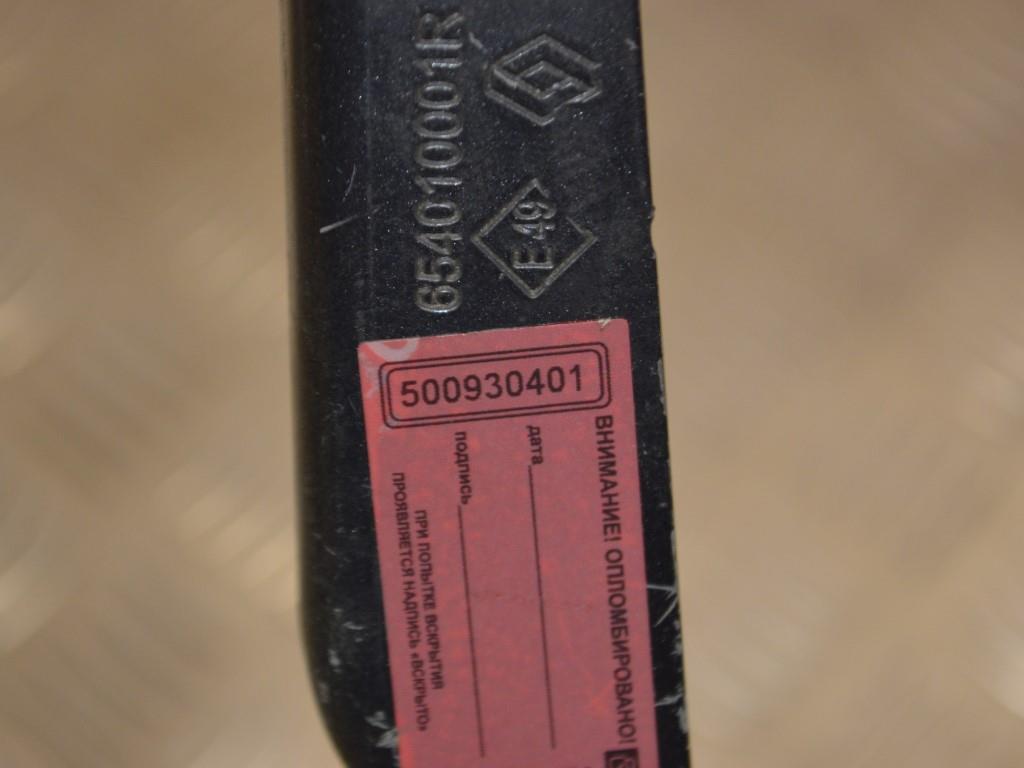 654010001R
E49
500930401
ВНИМАНИЕ! ОПЛОМБИРОВАНО!
дата
подпись
ПРИ ПОПЫТКЕ ВСКРЫТИЯ
ПРОЯВЛЯЕТСЯ НАДПИСЬ «ВСКРЫТО»